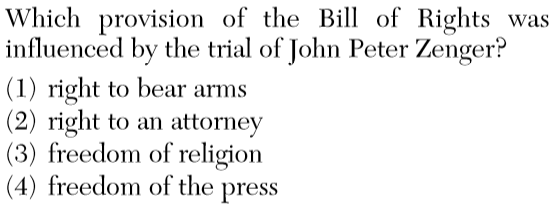 Which provision of the Bill of Rights was
influenced by the trial of John Peter Zenger?
(1) right to bear arms
(2) right to an attorney
(3) freedom of religion
(4) freedom of the press